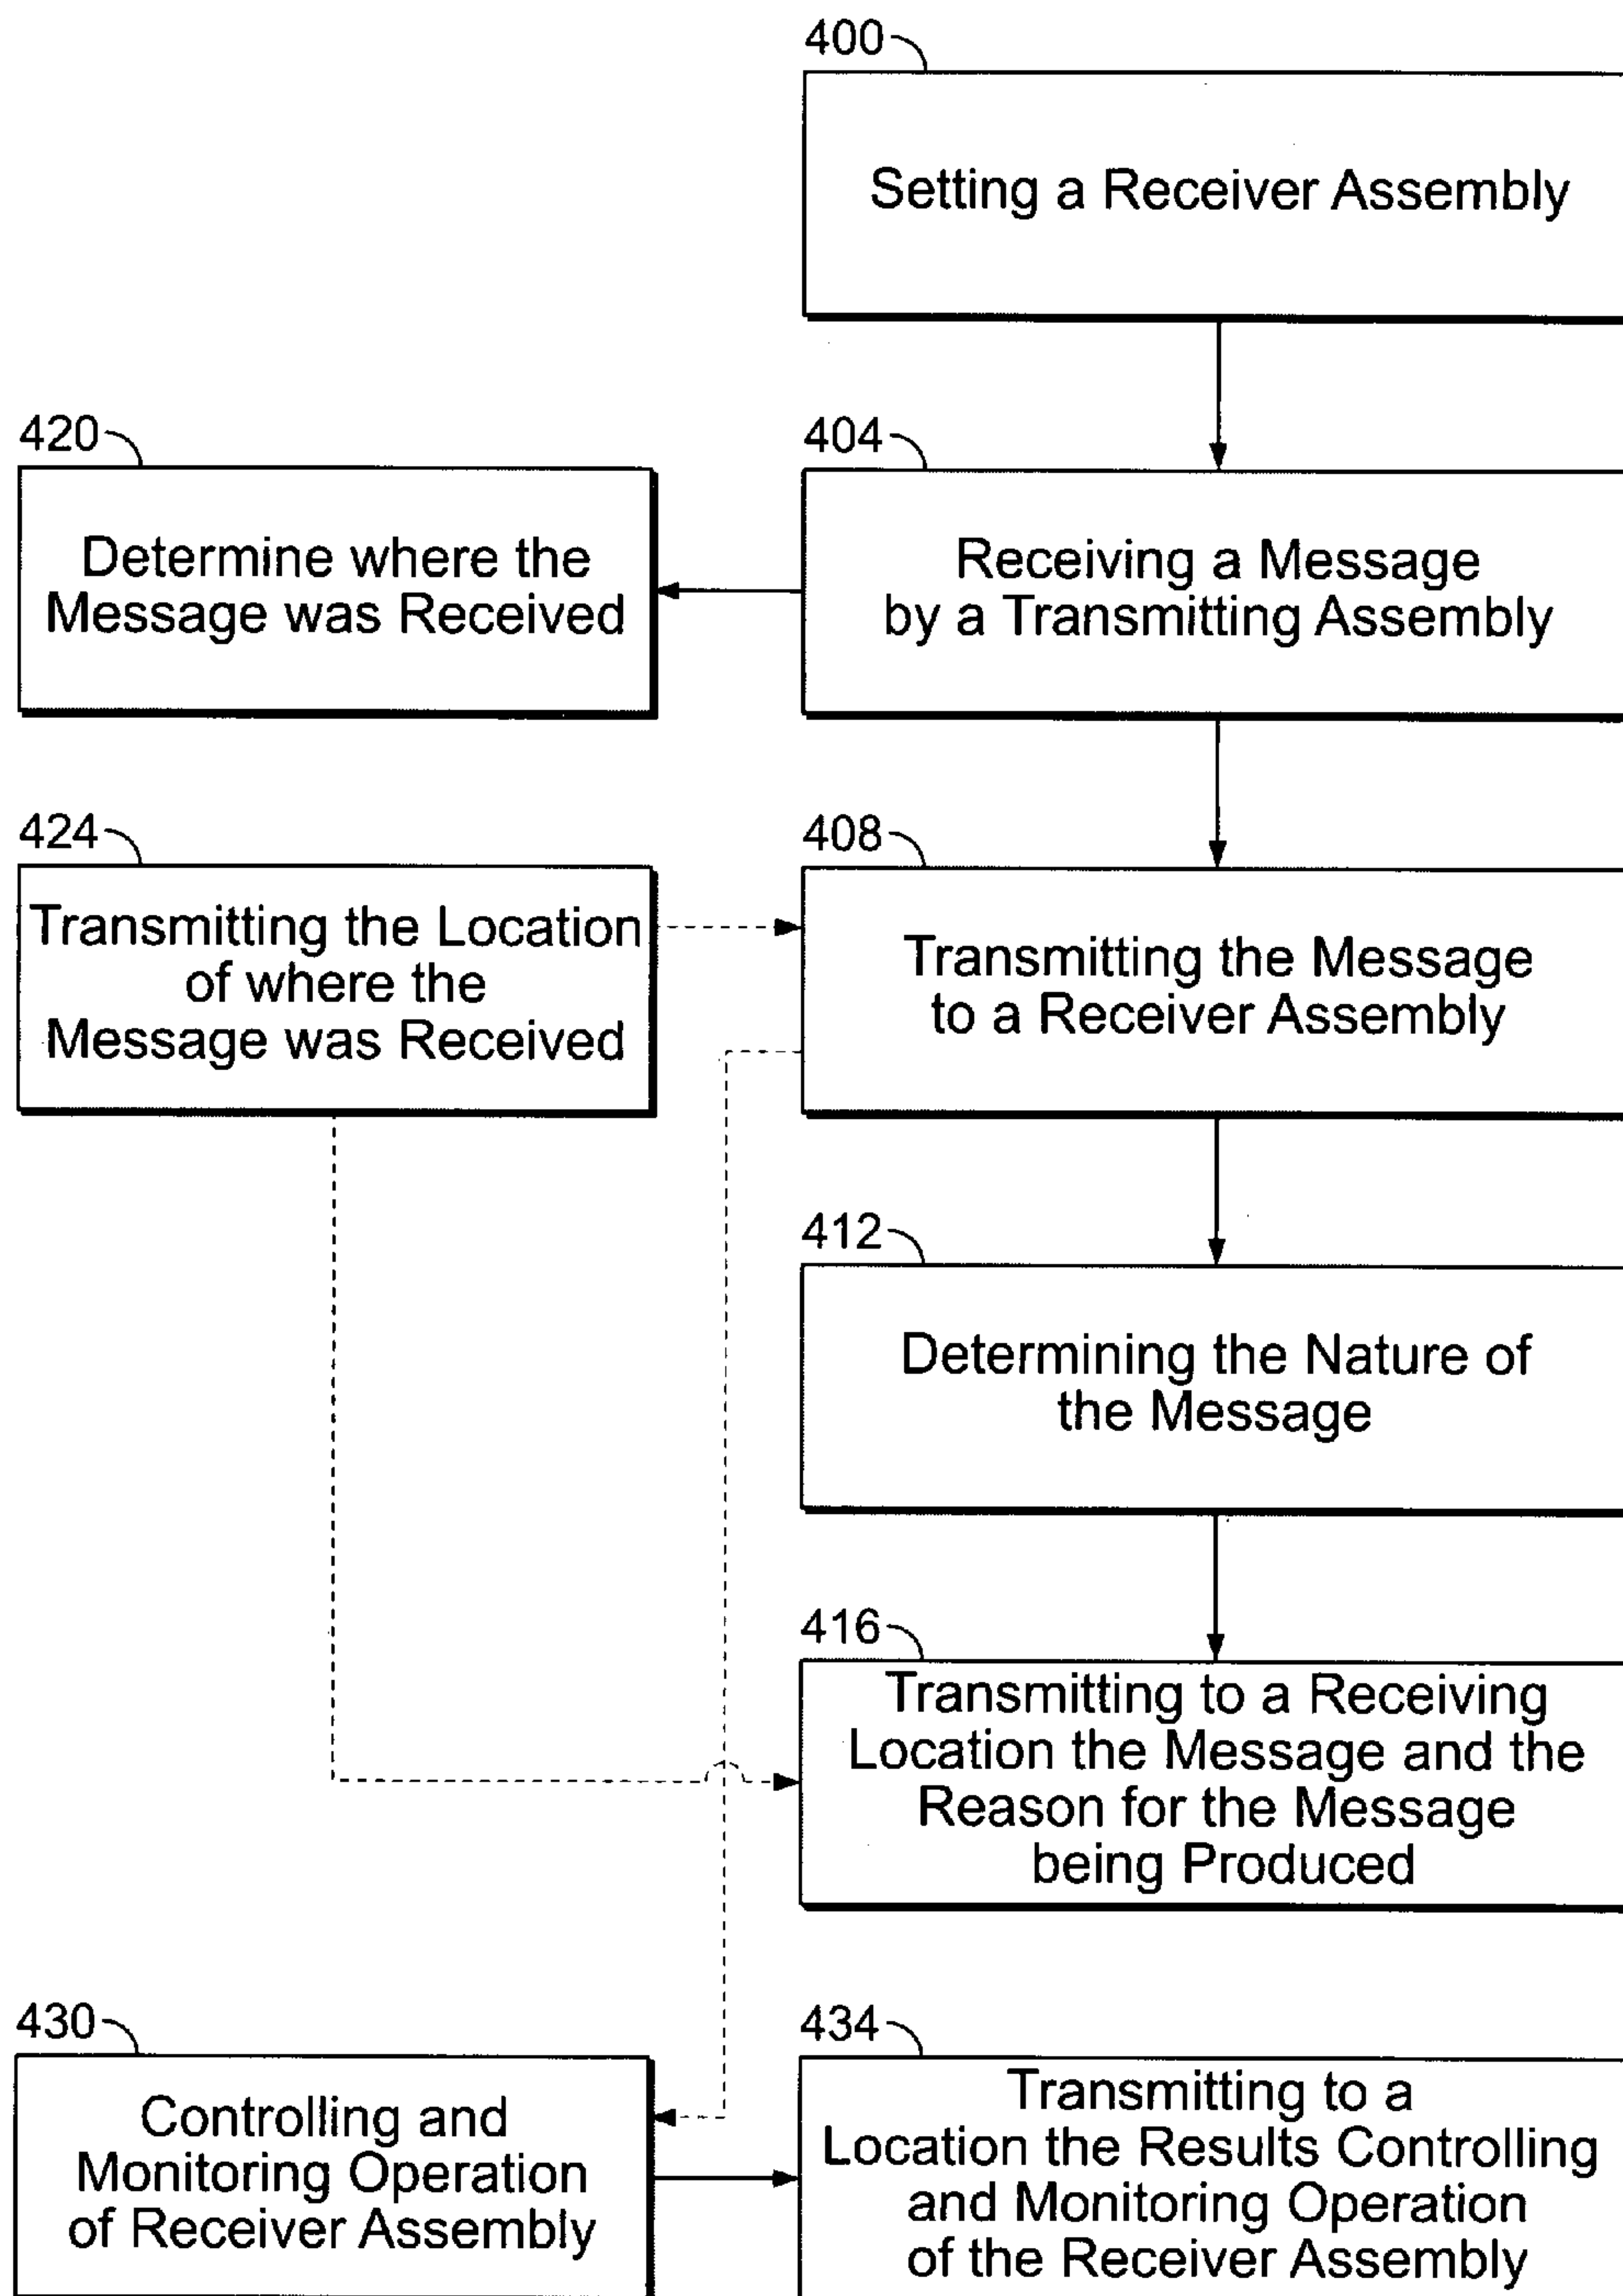 400
Setting a Receiver Assembly
420
Determine where the
Message was Received
404
Receiving a Message
by a Transmitting Assembly
424
Transmitting the Location
of where the
Message was Received
408
Transmitting the Message
to a Receiver Assembly
412
Determining the Nature of
the Message
416
Transmitting to a Receiving
Location the Message and the
Reason for the Message
being Produced
430
Controlling and
Monitoring Operation
of Receiver Assembly
434
Transmitting to a
Location the Results Controlling
and Monitoring Operation
of the Receiver Assembly